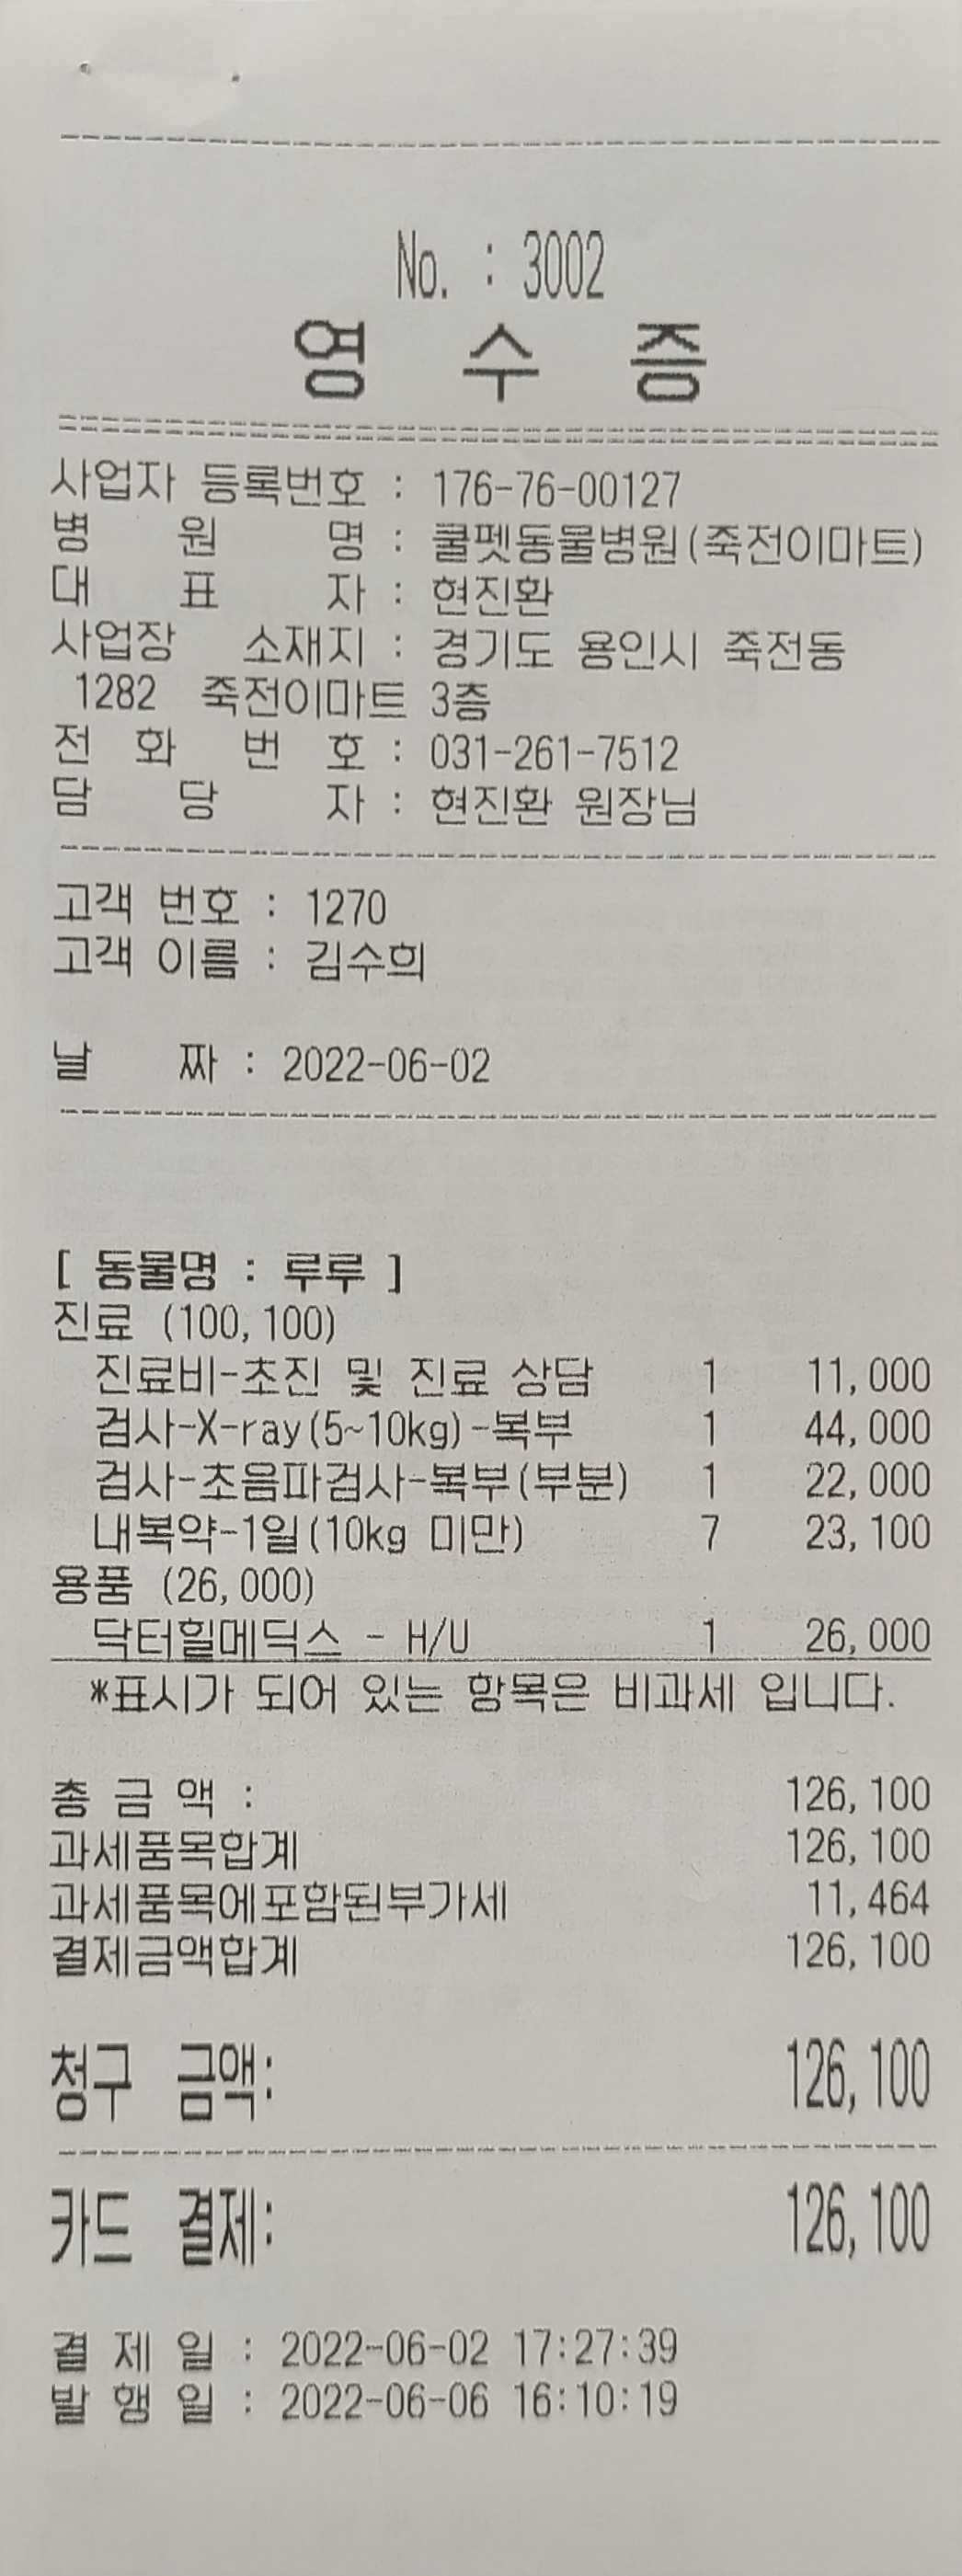 No. : 3002
영 수 증
사업자 등록번호 : 176-76-00127
병 원 명 : 쿨펫동물병원(죽전이마트)
대 표 자 : 현진환
사업장 소재지 : 경기도 용인시 죽전동
1282 죽전이마트 3층
전 화 번 호 : 031-261-7512
담 당 자 : 현진환 원장님
고객 번호 : 1270
고객 이름 : 김수희
날 짜 : 2022-06-02
[ 동물명 : 루루 ]
진료 (100,100)
진료비-초진 및 진료 상담 1 11,000
검사-X-ray(5~10kg)-복부 1 44,000
검사-초음파검사-복부(부분) 1 22,000
내복약-1일(10kg 미만) 7 23,100
용품 (26,000)
닥터힐메딕스 - H/U 1 26,000
*표시가 되어 있는 항목은 비과세 입니다.
총 금 액 : 126,100
과세품목합계 126,100
과세품목에포함된부가세 11,464
결제금액합계 126,100
청구 금액: 126,100
카드 결제: 126,100
결 제 일 : 2022-06-02 17:27:39
발 행 일 : 2022-06-06 16:10:19